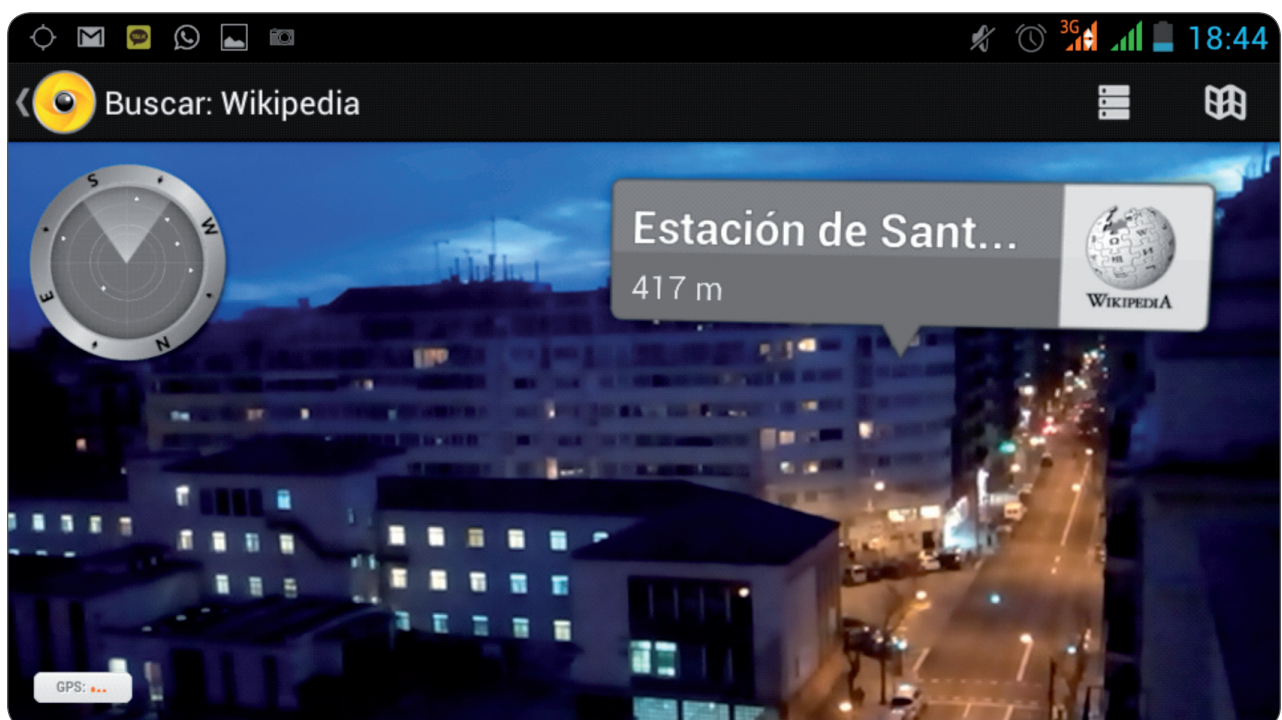 3G
18:44
Buscar: Wikipedia
S
W
E
N
Estación de Sant...
417 m
WIKIPEDIA
GPS: